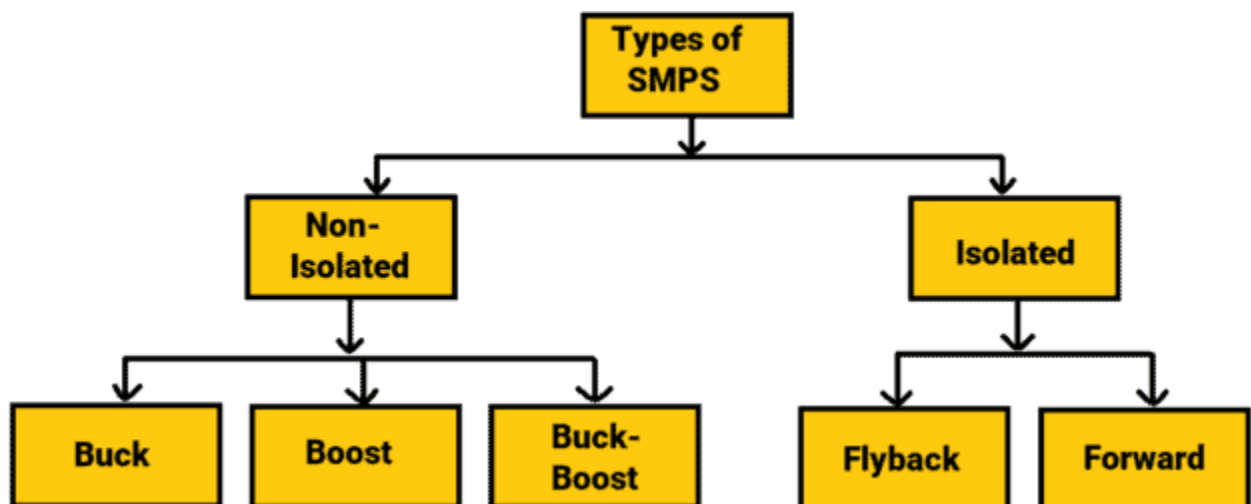 Types of
SMPS
Non-
Isolated
Isolated
Buck
Boost
Buck-
Boost
Flyback
Forward